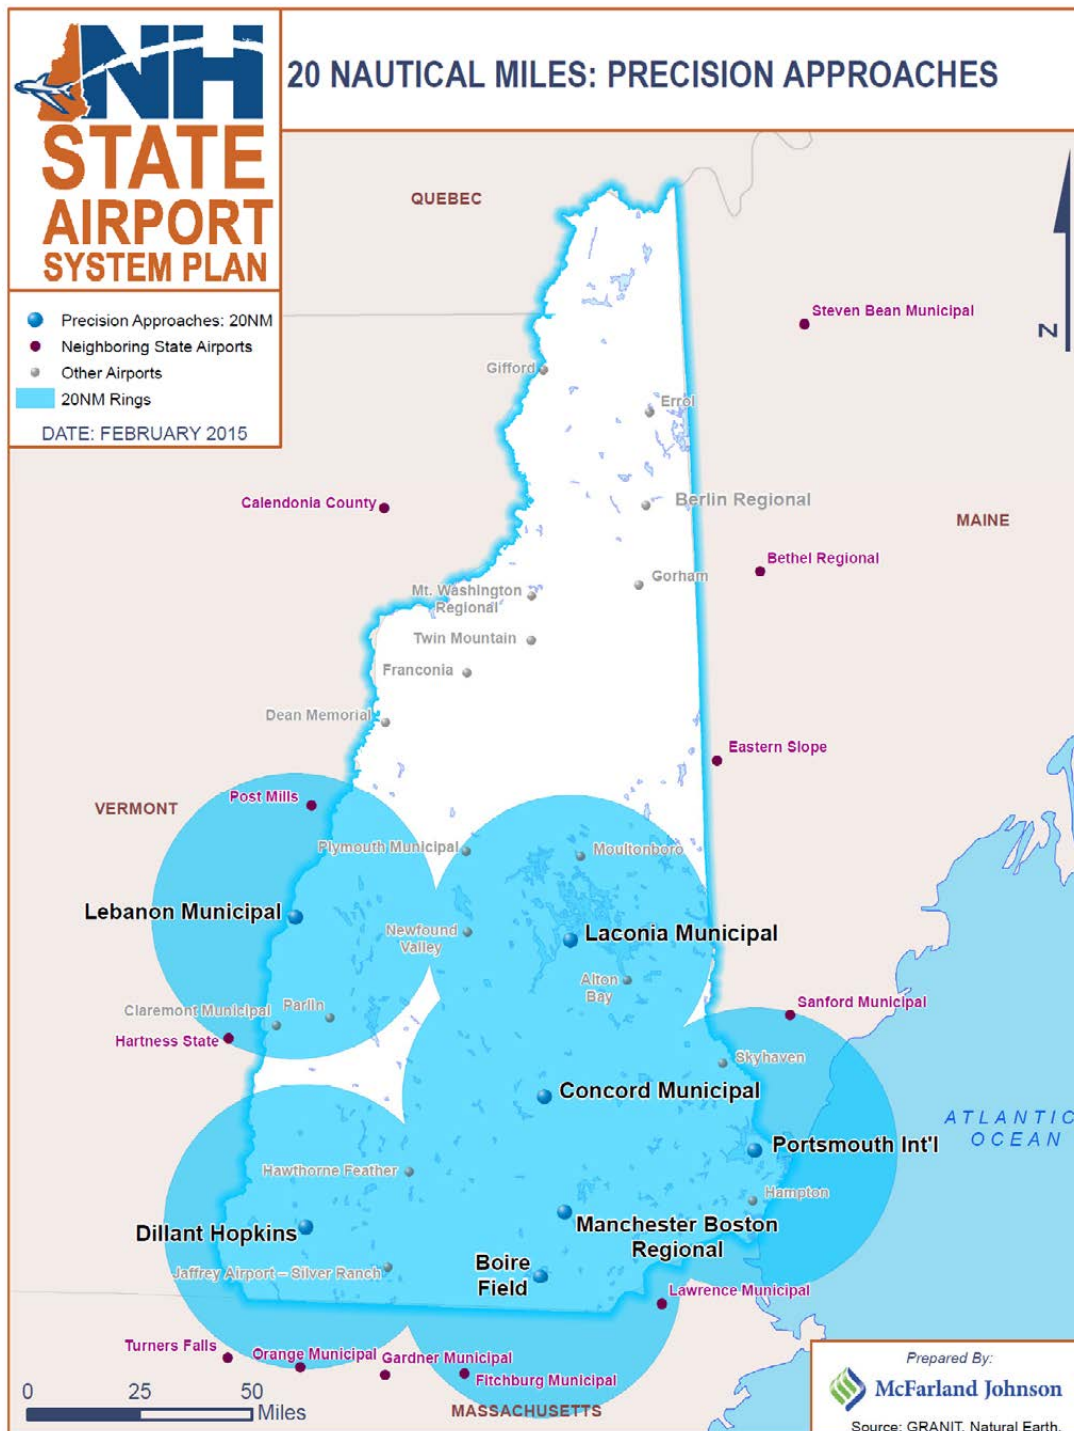 NH
STATE
AIRPORT
SYSTEM PLAN
20 NAUTICAL MILES: PRECISION APPROACHES
Precision Approaches: 20NM
Neighboring State Airports
Other Airports
20NM Rings
DATE: FEBRUARY 2015
QUEBEC
N
Steven Bean Municipal
Gifford
Errol
Calendonia County
Berlin Regional
MAINE
Bethel Regional
Gorham
Mt. Washington
Regional
Twin Mountain
Franconia
Dean Memorial
Eastern Slope
VERMONT
Post Mills
Plymouth Municipal
Moultonboro
Lebanon Municipal
Newfound
Valley
Laconia Municipal
Alton
Bay
Claremont Municipal
Parlin
Sanford Municipal
Hartness State
Skyhaven
Concord Municipal
ATLANTIC
OCEAN
Portsmouth Int'l
Hawthorne Feather
Hampton
Dillant Hopkins
Manchester Boston
Regional
Boire
Field
Jaffrey Airport – Silver Ranch
Lawrence Municipal
Turners Falls
Orange Municipal
Gardner Municipal
Fitchburg Municipal
MASSACHUSETTS
0 25 50
Miles
Prepared By:
McFarland Johnson
Source: GRANIT, Natural Earth,